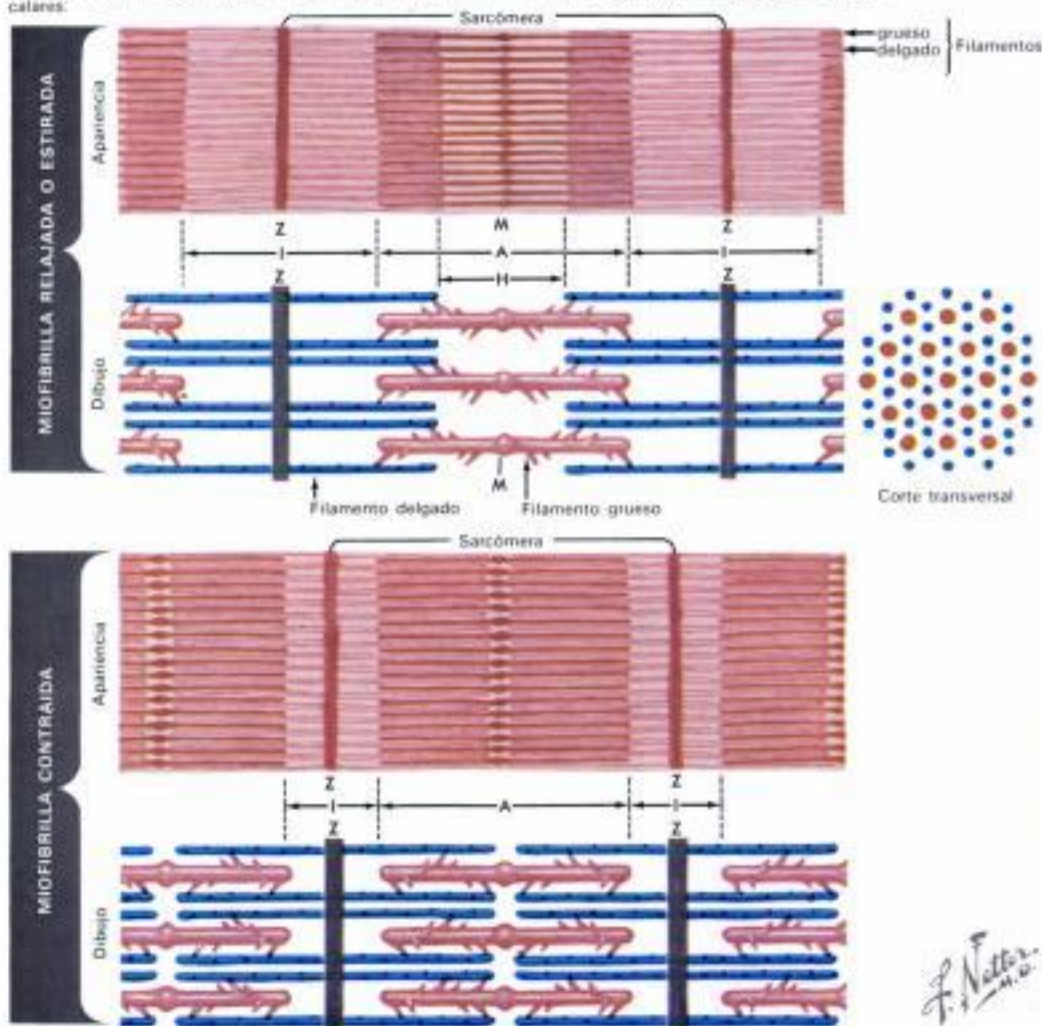 calares.
Sarcómera
grueso
delgado
Filamentos
MIOFIBRILLA RELAJADA O ESTIRADA
Apariencia
Z
M
Z
I
A
I
Z
H
Z
Dibujo
M
Filamento delgado
Filamento grueso
Corte transversal
Sarcómera
MIOFIBRILLA CONTRAIDA
Apariencia
Z
Z
I
A
I
Z
Z
Dibujo
F. Netter
M.D.